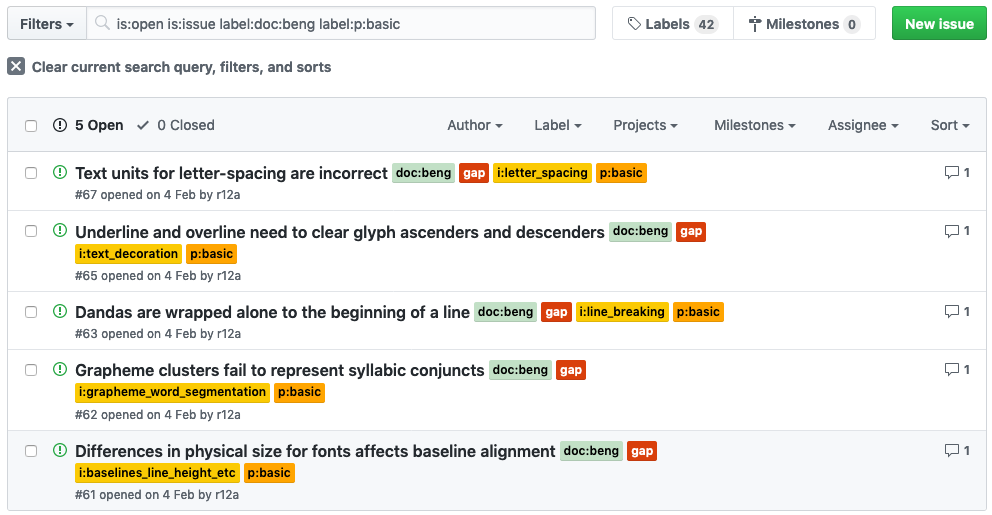 Filters is:open is:issue label:doc:beng label:p:basic Labels 42 Milestones 0 New issue
Clear current search query, filters, and sorts
5 Open 0 Closed Author Label Projects Milestones Assignee Sort
Text units for letter-spacing are incorrect doc:beng gap i:letter_spacing p:basic 1
#67 opened on 4 Feb by r12a
Underline and overline need to clear glyph ascenders and descenders doc:beng gap 1
i:text_decoration p:basic
#65 opened on 4 Feb by r12a
Dandas are wrapped alone to the beginning of a line doc:beng gap i:line_breaking p:basic 1
#63 opened on 4 Feb by r12a
Grapheme clusters fail to represent syllabic conjuncts doc:beng gap 1
i:grapheme_word_segmentation p:basic
#62 opened on 4 Feb by r12a
Differences in physical size for fonts affects baseline alignment doc:beng gap 1
i:baselines_line_height_etc p:basic
#61 opened on 4 Feb by r12a